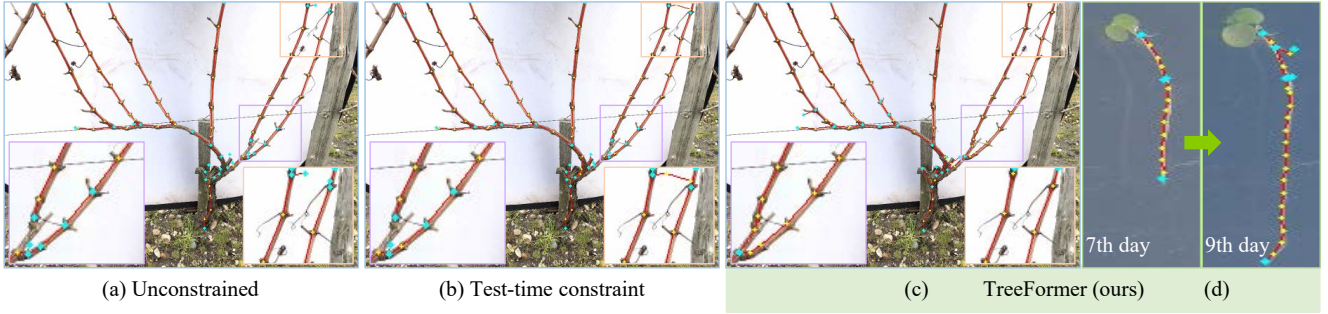 7th day
9th day
(a) Unconstrained
(b) Test-time constraint
(c) TreeFormer (ours) (d)